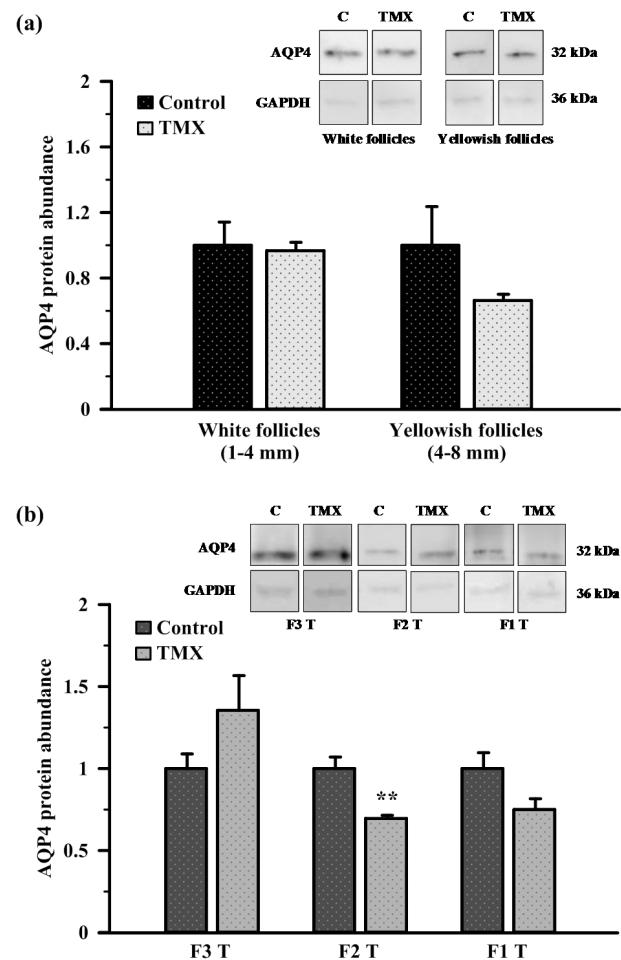 (a)
C TMX C TMX
AQP4 32 kDa
GAPDH 36 kDa
White follicles Yellowish follicles
Control
TMX
AQP4 protein abundance
2
1.6
1.2
0.8
0.4
0
White follicles Yellowish follicles
(1-4 mm) (4-8 mm)
(b)
C TMX C TMX C TMX
AQP4 32 kDa
GAPDH 36 kDa
F3 T F2 T F1 T
Control
TMX
AQP4 protein abundance
2
1.5
1
0.5
0
**
F3 T F2 T F1 T